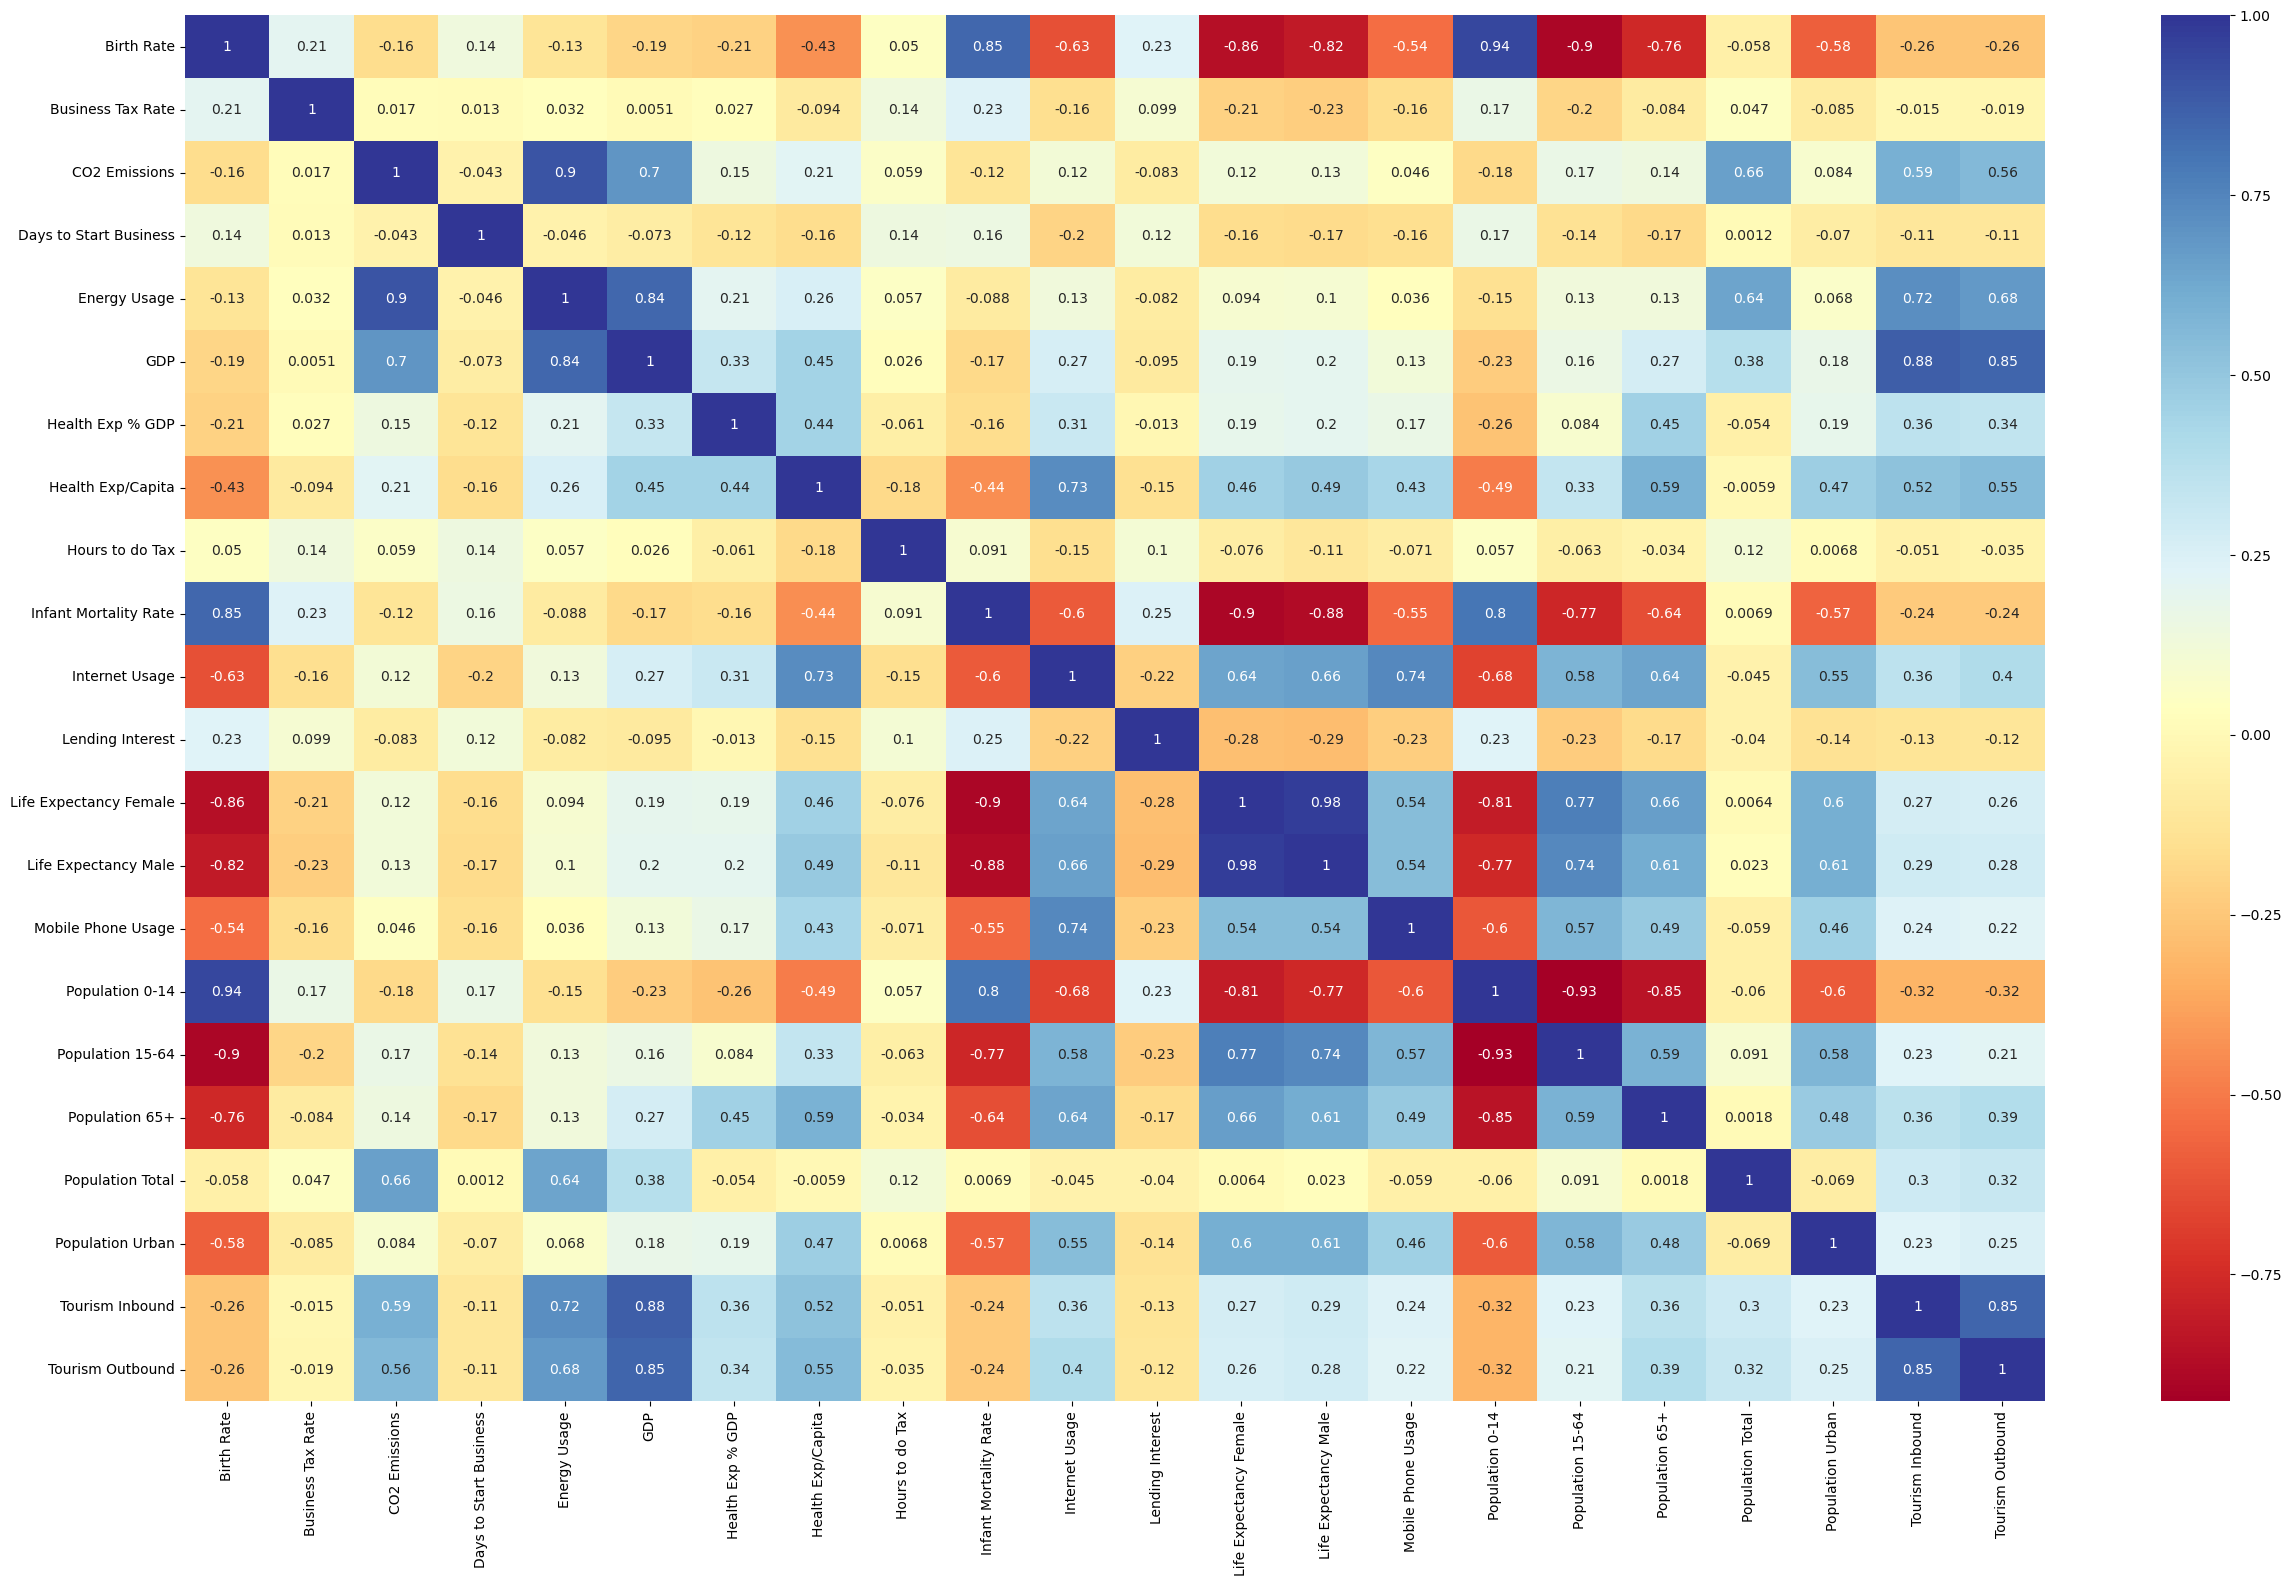 Birth Rate 1 0.21 -0.16 0.14 -0.13 -0.19 -0.21 -0.43 0.05 0.85 -0.63 0.23 -0.86 -0.82 -0.54 0.94 -0.9 -0.76 -0.058 -0.58 -0.26 -0.26
Business Tax Rate 0.21 1 0.017 0.013 0.032 0.0051 0.027 -0.094 0.14 0.23 -0.16 0.099 -0.21 -0.23 -0.16 0.17 -0.2 -0.084 0.047 -0.085 -0.015 -0.019
CO2 Emissions -0.16 0.017 1 -0.043 0.9 0.7 0.15 0.21 0.059 -0.12 0.12 -0.083 0.12 0.13 0.046 -0.18 0.17 0.14 0.66 0.084 0.59 0.56
Days to Start Business 0.14 0.013 -0.043 1 -0.046 -0.073 -0.12 -0.16 0.14 0.16 -0.2 0.12 -0.16 -0.17 -0.16 0.17 -0.14 -0.17 0.0012 -0.07 -0.11 -0.11
Energy Usage -0.13 0.032 0.9 -0.046 1 0.84 0.21 0.26 0.057 -0.088 0.13 -0.082 0.094 0.1 0.036 -0.15 0.13 0.13 0.64 0.068 0.72 0.68
GDP -0.19 0.0051 0.7 -0.073 0.84 1 0.33 0.45 0.026 -0.17 0.27 -0.095 0.19 0.2 0.13 -0.23 0.16 0.27 0.38 0.18 0.88 0.85
Health Exp % GDP -0.21 0.027 0.15 -0.12 0.21 0.33 1 0.44 -0.061 -0.16 0.31 -0.013 0.19 0.2 0.17 -0.26 0.084 0.45 -0.054 0.19 0.36 0.34
Health Exp/Capita -0.43 -0.094 0.21 -0.16 0.26 0.45 0.44 1 -0.18 -0.44 0.73 -0.15 0.46 0.49 0.43 -0.49 0.33 0.59 -0.0059 0.47 0.52 0.55
Hours to do Tax 0.05 0.14 0.059 0.14 0.057 0.026 -0.061 -0.18 1 0.091 -0.15 0.1 -0.076 -0.11 -0.071 0.057 -0.063 -0.034 0.12 0.0068 -0.051 -0.035
Infant Mortality Rate 0.85 0.23 -0.12 0.16 -0.088 -0.17 -0.16 -0.44 0.091 1 -0.6 0.25 -0.9 -0.88 -0.55 0.8 -0.77 -0.64 0.0069 -0.57 -0.24 -0.24
Internet Usage -0.63 -0.16 0.12 -0.2 0.13 0.27 0.31 0.73 -0.15 -0.6 1 -0.22 0.64 0.66 0.74 -0.68 0.58 0.64 -0.045 0.55 0.36 0.4
Lending Interest 0.23 0.099 -0.083 0.12 -0.082 -0.095 -0.013 -0.15 0.1 0.25 -0.22 1 -0.28 -0.29 -0.23 0.23 -0.23 -0.17 -0.04 -0.14 -0.13 -0.12
Life Expectancy Female -0.86 -0.21 0.12 -0.16 0.094 0.19 0.19 0.46 -0.076 -0.9 0.64 -0.28 1 0.98 0.54 -0.81 0.77 0.66 0.0064 0.6 0.27 0.26
Life Expectancy Male -0.82 -0.23 0.13 -0.17 0.1 0.2 0.2 0.49 -0.11 -0.88 0.66 -0.29 0.98 1 0.54 -0.77 0.74 0.61 0.023 0.61 0.29 0.28
Mobile Phone Usage -0.54 -0.16 0.046 -0.16 0.036 0.13 0.17 0.43 -0.071 -0.55 0.74 -0.23 0.54 0.54 1 -0.6 0.57 0.49 -0.059 0.46 0.24 0.22
Population 0-14 0.94 0.17 -0.18 0.17 -0.15 -0.23 -0.26 -0.49 0.057 0.8 -0.68 0.23 -0.81 -0.77 -0.6 1 -0.93 -0.85 -0.06 -0.6 -0.32 -0.32
Population 15-64 -0.9 -0.2 0.17 -0.14 0.13 0.16 0.084 0.33 -0.063 -0.77 0.58 -0.23 0.77 0.74 0.57 -0.93 1 0.59 0.091 0.58 0.23 0.21
Population 65+ -0.76 -0.084 0.14 -0.17 0.13 0.27 0.45 0.59 -0.034 -0.64 0.64 -0.17 0.66 0.61 0.49 -0.85 0.59 1 0.0018 0.48 0.36 0.39
Population Total -0.058 0.047 0.66 0.0012 0.64 0.38 -0.054 -0.0059 0.12 0.0069 -0.045 -0.04 0.0064 0.023 -0.059 -0.06 0.091 0.0018 1 -0.069 0.3 0.32
Population Urban -0.58 -0.085 0.084 -0.07 0.068 0.18 0.19 0.47 0.0068 -0.57 0.55 -0.14 0.6 0.61 0.46 -0.6 0.58 0.48 -0.069 1 0.23 0.25
Tourism Inbound -0.26 -0.015 0.59 -0.11 0.72 0.88 0.36 0.52 -0.051 -0.24 0.36 -0.13 0.27 0.29 0.24 -0.32 0.23 0.36 0.3 0.23 1 0.85
Tourism Outbound -0.26 -0.019 0.56 -0.11 0.68 0.85 0.34 0.55 -0.035 -0.24 0.4 -0.12 0.26 0.28 0.22 -0.32 0.21 0.39 0.32 0.25 0.85 1
Birth Rate
Business Tax Rate
CO2 Emissions
Days to Start Business
Energy Usage
GDP
Health Exp % GDP
Health Exp/Capita
Hours to do Tax
Infant Mortality Rate
Internet Usage
Lending Interest
Life Expectancy Female
Life Expectancy Male
Mobile Phone Usage
Population 0-14
Population 15-64
Population 65+
Population Total
Population Urban
Tourism Inbound
Tourism Outbound
1.00
0.75
0.50
0.25
0.00
−0.25
−0.50
−0.75